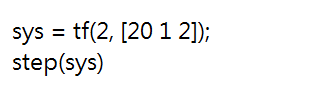 sys = tf(2, [20 1 2]);
step(sys)